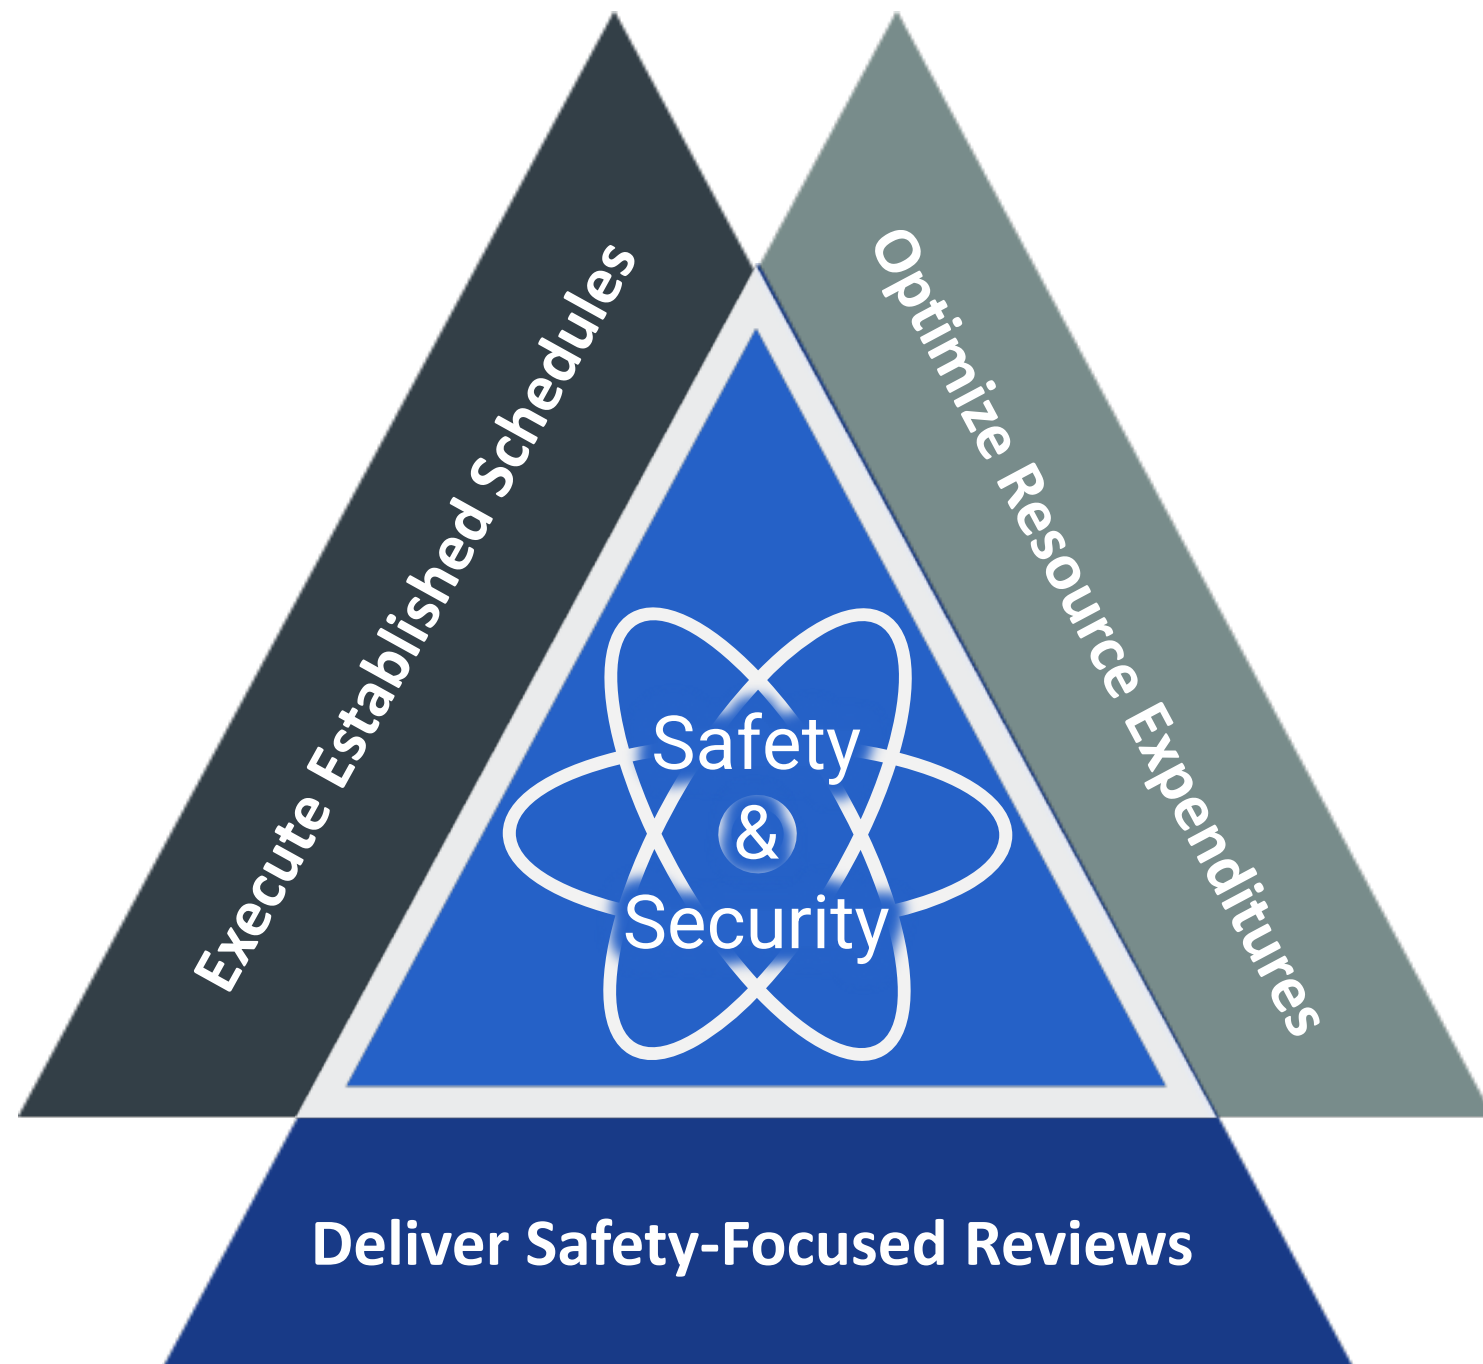 Execute Established Schedules
Optimize Resource Expenditures
Safety
&
Security
Deliver Safety-Focused Reviews